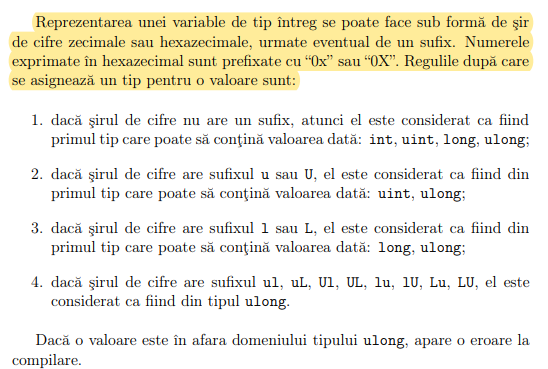 Reprezentarea unei variabile de tip întreg se poate face sub formă de şir
de cifre zecimale sau hexazecimale, urmate eventual de un sufix. Numerele
exprimate în hexazecimal sunt prefixate cu “0x” sau “0X”. Regulile după care
se asignează un tip pentru o valoare sunt:
1. dacă şirul de cifre nu are un sufix, atunci el este considerat ca fiind
primul tip care poate să conţină valoarea dată: int, uint, long, ulong;
2. dacă şirul de cifre are sufixul u sau U, el este considerat ca fiind din
primul tip care poate să conţină valoarea dată: uint, ulong;
3. dacă şirul de cifre are sufixul l sau L, el este considerat ca fiind din
primul tip care poate să conţină valoarea dată: long, ulong;
4. dacă şirul de cifre are sufixul ul, uL, Ul, UL, lu, lU, Lu, LU, el este
considerat ca fiind din tipul ulong.
Dacă o valoare este în afara domeniului tipului ulong, apare o eroare la
compilare.